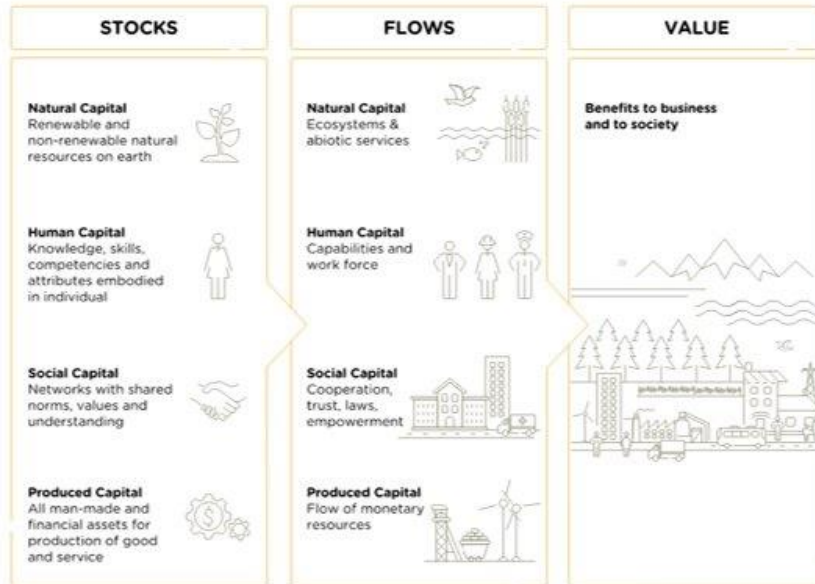 STOCKS
FLOWS
VALUE
Natural Capital
Renewable and
non-renewable natural
resources on earth
Human Capital
Knowledge, skills,
competencies and
attributes embodied
in individual
Social Capital
Networks with shared
norms, values and
understanding
Produced Capital
All man-made and
financial assets for
production of good
and service
$
Natural Capital
Ecosystems &
abiotic services
Human Capital
Capabilities and
work force
Social Capital
Cooperation,
trust, laws,
empowerment
Produced Capital
Flow of monetary
resources
Benefits to business
and to society